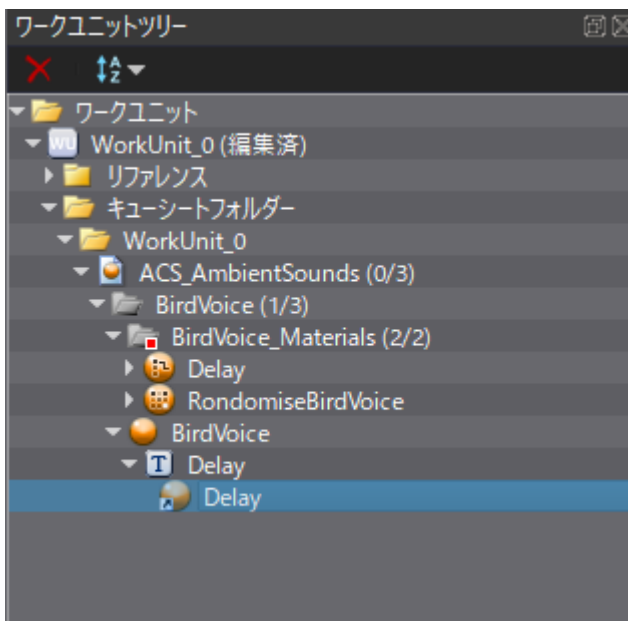 ワークユニットツリー
A
Z
ワークユニット
WU WorkUnit_0 (編集済)
リファレンス
キューシートフォルダー
WorkUnit_0
ACS_AmbientSounds (0/3)
BirdVoice (1/3)
BirdVoice_Materials (2/2)
Delay
RondomiseBirdVoice
BirdVoice
T Delay
Delay